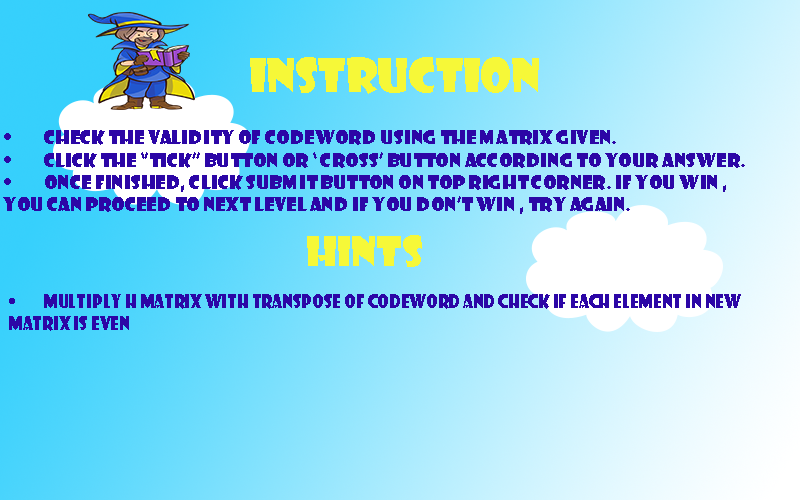 INSTRUCTION
• CHECK THE VALIDITY OF CODEWORD USING THE MATRIX GIVEN.
• CLICK THE "TICK" BUTTON OR 'CROSS' BUTTON ACCORDING TO YOUR ANSWER.
• ONCE FINISHED, CLICK SUBMIT BUTTON ON TOP RIGHT CORNER. IF YOU WIN ,
YOU CAN PROCEED TO NEXT LEVEL AND IF YOU DON'T WIN , TRY AGAIN.
HINTS
• MULTIPLY H MATRIX WITH TRANSPOSE OF CODEWORD AND CHECK IF EACH ELEMENT IN NEW
MATRIX IS EVEN